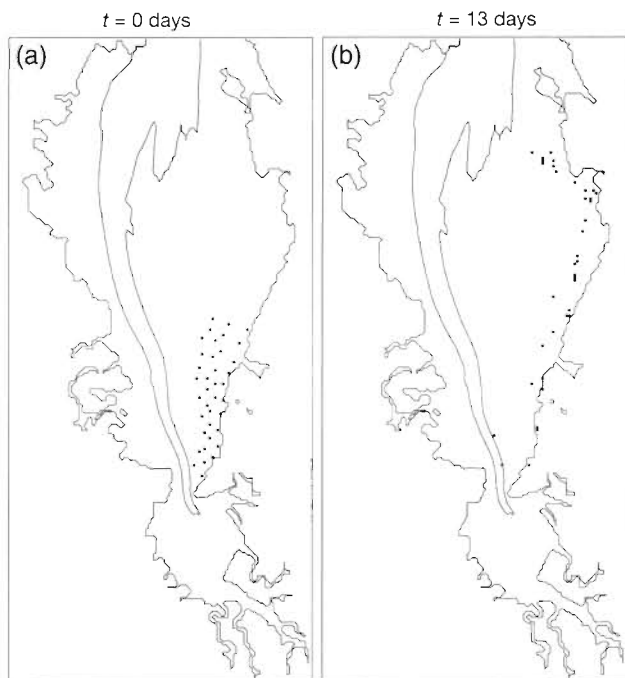 t = 0 days
t = 13 days
(a)
(b)